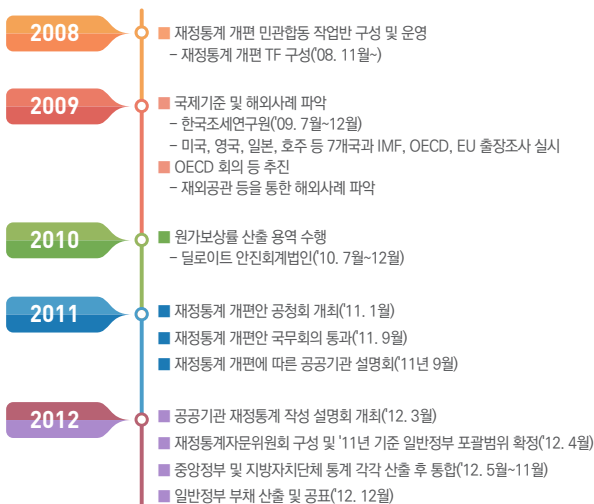 2008
■ 재정통계 개편 민관합동 작업반 구성 및 운영
- 재정통계 개편 TF 구성('08. 11월~)
2009
■ 국제기준 및 해외사례 파악
- 한국조세연구원('09. 7월~12월)
- 미국, 영국, 일본, 호주 등 7개국과 IMF, OECD, EU 출장조사 실시
■ OECD 회의 등 추진
- 재외공관 등을 통한 해외사례 파악
2010
■ 원가보상률 산출 용역 수행
- 딜로이트 안진회계법인('10. 7월~12월)
2011
■ 재정통계 개편안 공청회 개최('11. 1월)
■ 재정통계 개편안 국무회의 통과('11. 9월)
■ 재정통계 개편에 따른 공공기관 설명회('11년 9월)
2012
■ 공공기관 재정통계 작성 설명회 개최('12. 3월)
■ 재정통계자문위원회 구성 및 '11년 기준 일반정부 포괄범위 확정('12. 4월)
■ 중앙정부 및 지방자치단체 통계 각각 산출 후 통합('12. 5월~11월)
■ 일반정부 부채 산출 및 공표('12. 12월)